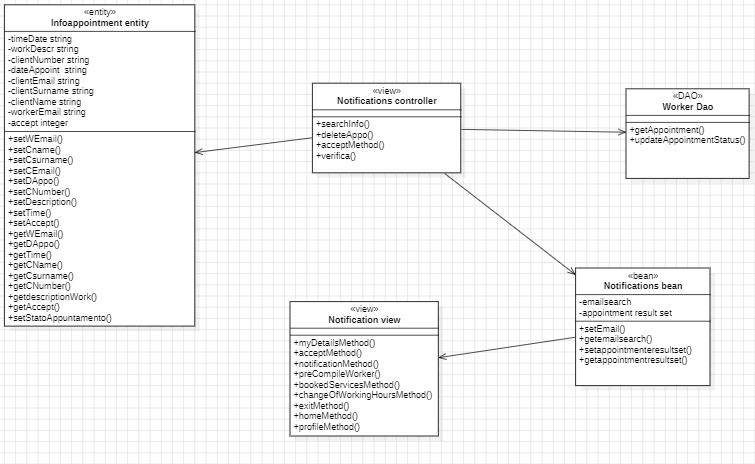 «entity»
Infoappointment entity
-timeDate string
-workDescr string
-clientNumber string
-dateAppoint string
-clientEmail string
-clientSurname string
-clientName string
-workerEmail string
-accept integer
+setWEmail()
+setCname()
+setCsurname()
+setCEmail()
+setDAppo()
+setCNumber()
+setDescription()
+setTime()
+setAccept()
+getWEmail()
+getDAppo()
+getTime()
+getCName()
+getCsurname()
+getCNumber()
+getdescriptionWork()
+getAccept()
+setStatoAppuntamento()
«view»
Notifications controller
+searchInfo()
+deleteAppo()
+acceptMethod()
+verifica()
«DAO»
Worker Dao
+getAppointment()
+updateAppointmentStatus()
«bean»
Notifications bean
-emailsearch
-appointment result set
+setEmail()
+getemailsearch()
+setappointmenteresultset()
+getappointmentresultset()
«view»
Notification view
+myDetailsMethod()
+acceptMethod()
+notificationMethod()
+preCompileWorker()
+bookedServicesMethod()
+changeOfWorkingHoursMethod()
+exitMethod()
+homeMethod()
+profileMethod()